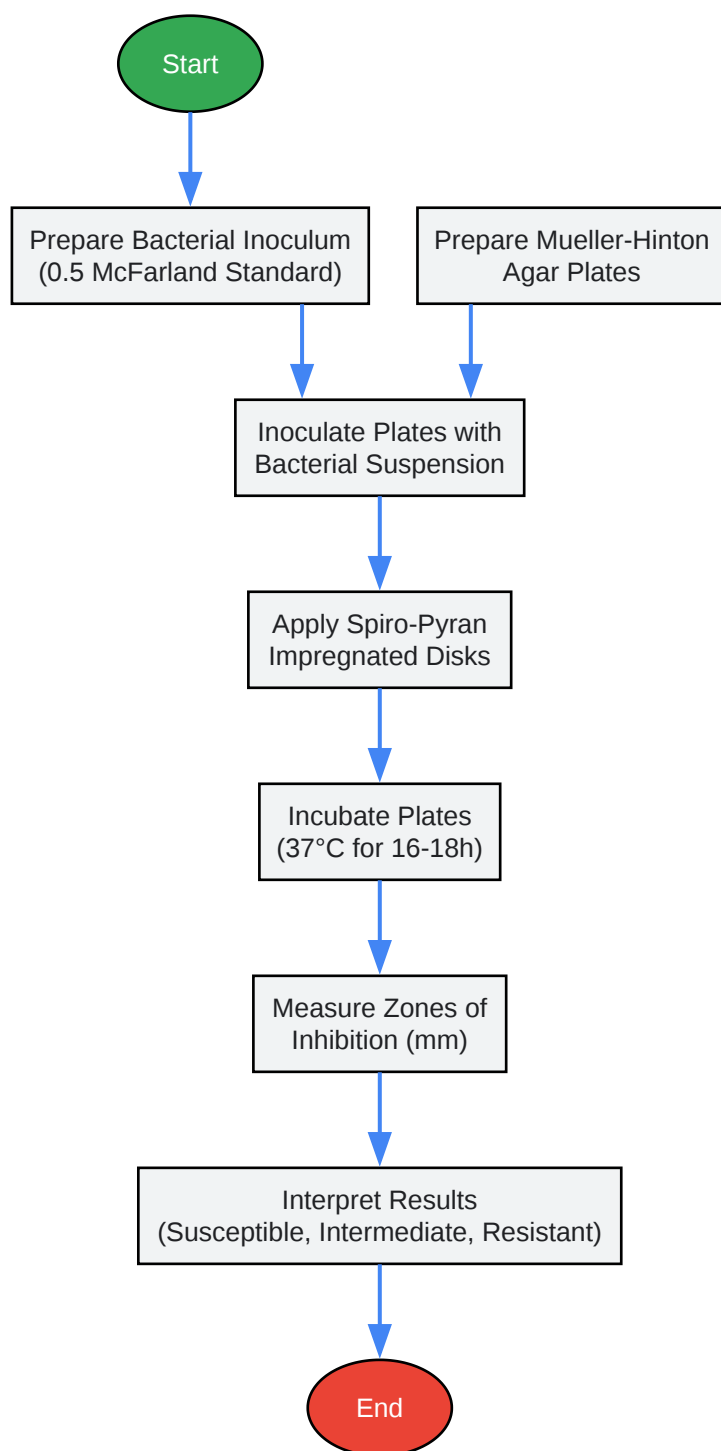 Start
Prepare Bacterial Inoculum
(0.5 McFarland Standard)
Prepare Mueller-Hinton
Agar Plates
Inoculate Plates with
Bacterial Suspension
Apply Spiro-Pyran
Impregnated Disks
Incubate Plates
(37°C for 16-18h)
Measure Zones of
Inhibition (mm)
Interpret Results
(Susceptible, Intermediate, Resistant)
End